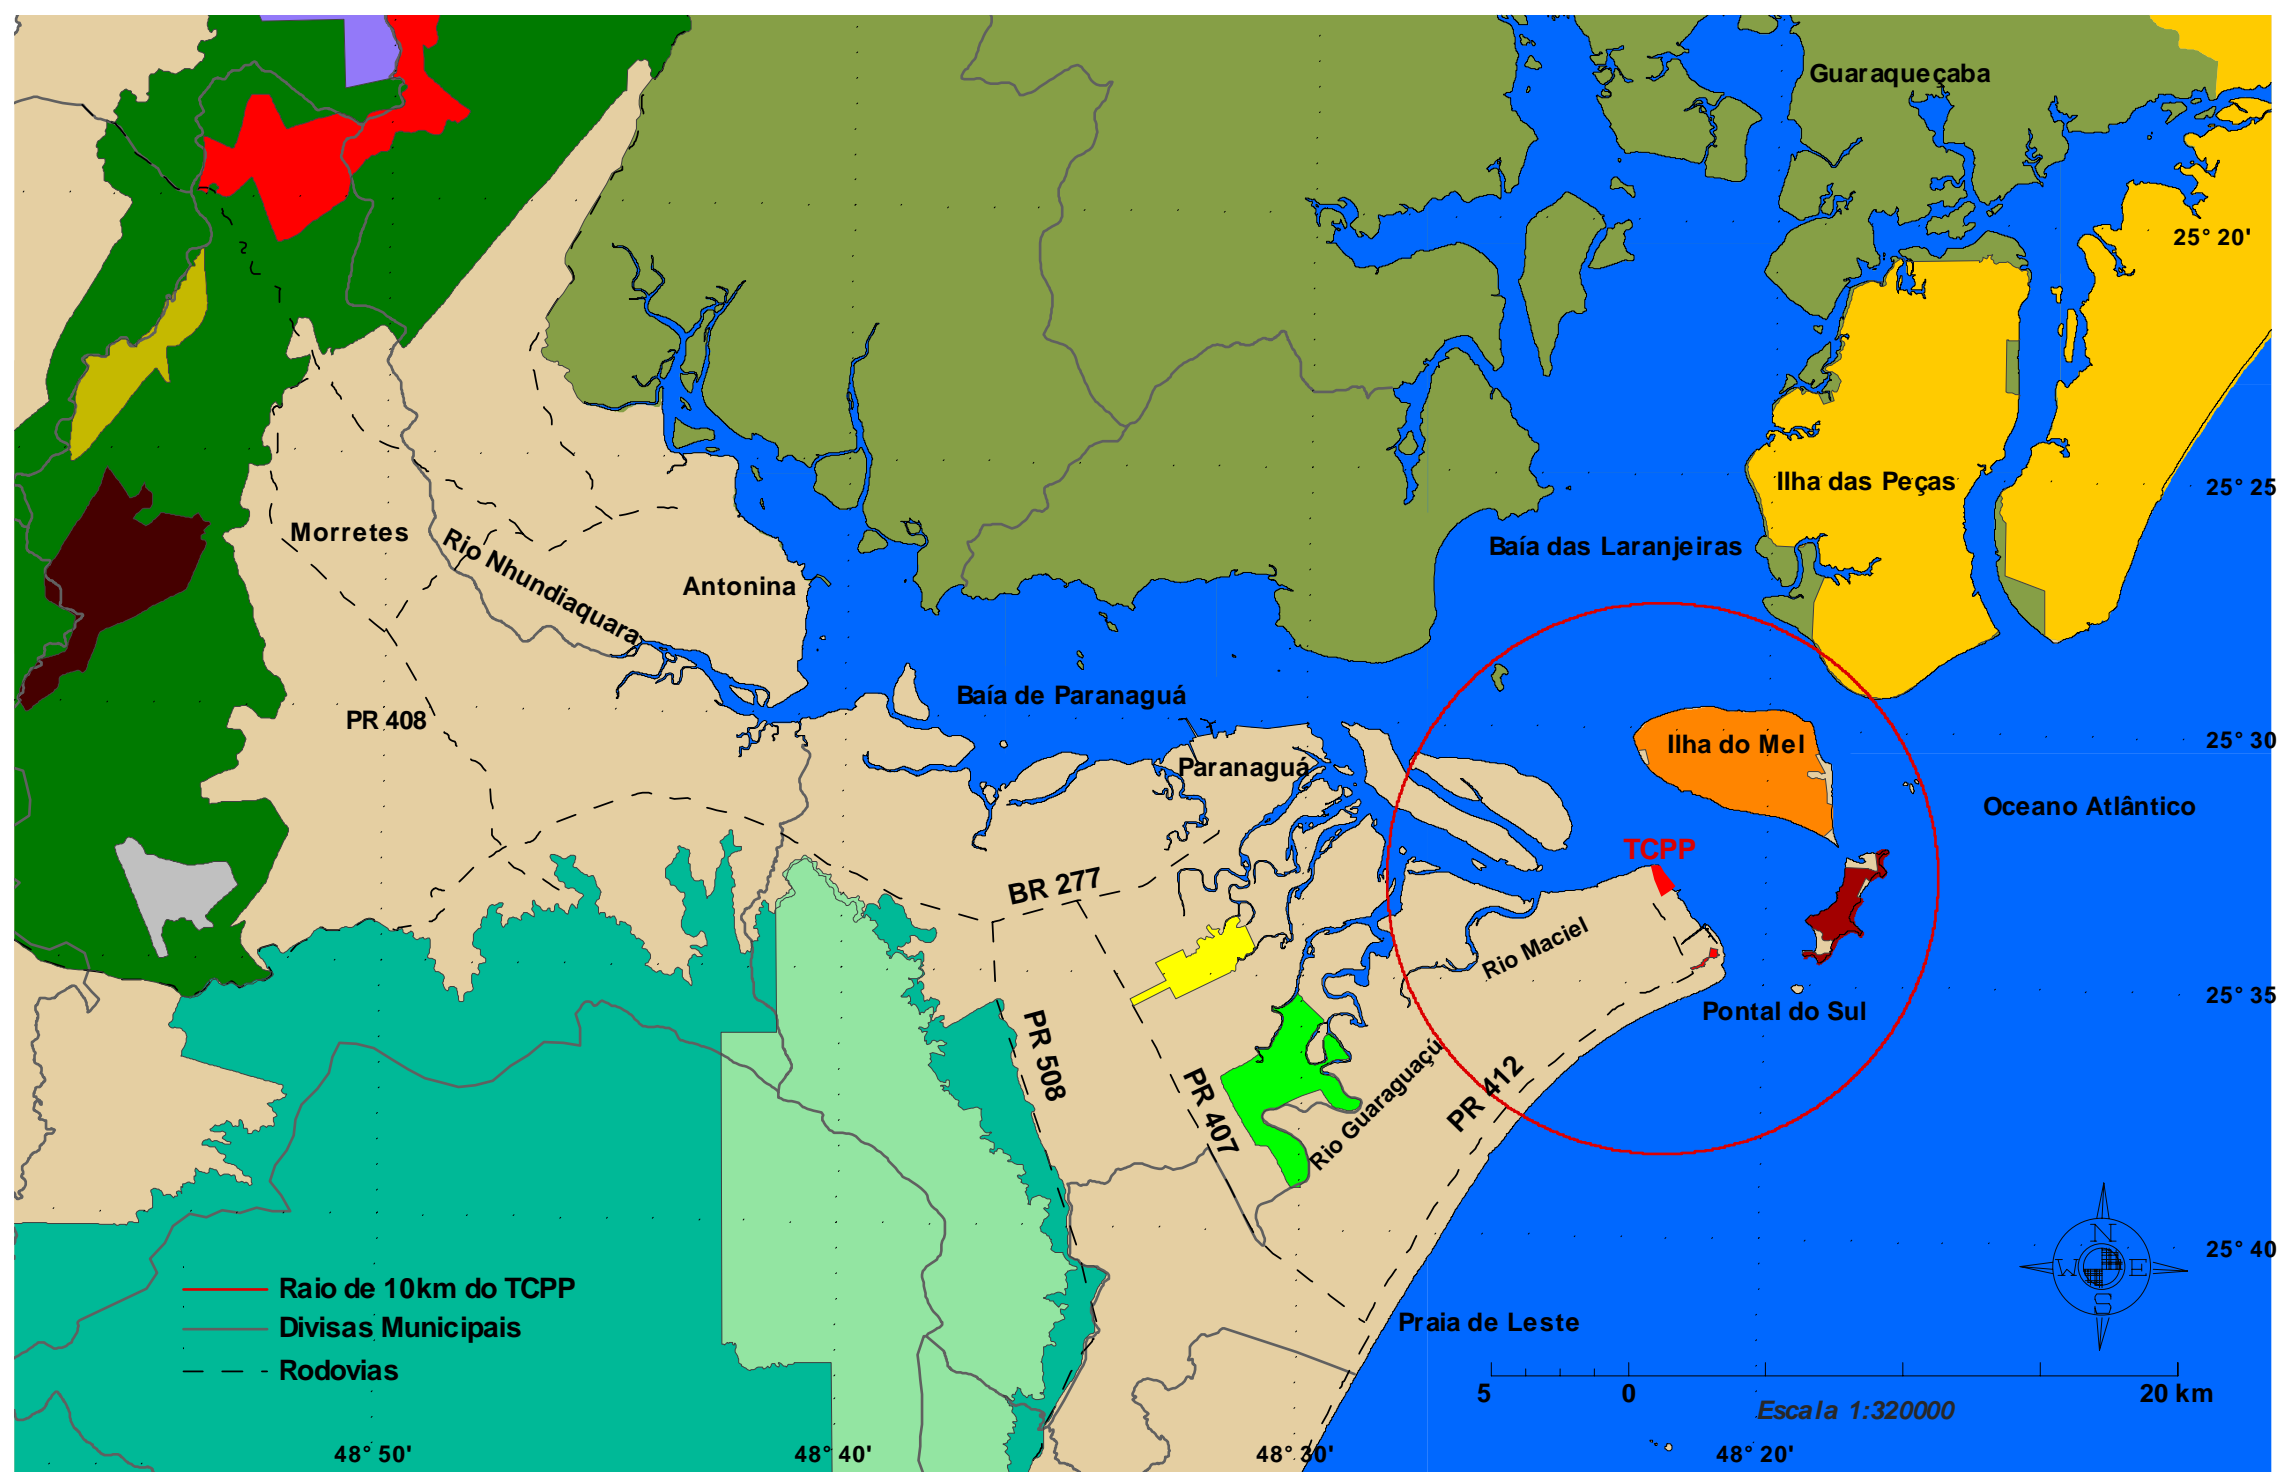 Guaraqueçaba
25° 20'
Ilha das Peças
25° 25
Morretes
Rio Nhundiaquara
Baía das Laranjeiras
Antonina
Baía de Paranaguá
PR 408
Ilha do Mel
25° 30
Paranaguá
Oceano Atlântico
TCPP
BR 277
Rio Maciel
25° 35
Pontal do Sul
PR 508
PR 407
Rio Guaraguaçú
PR 412
N
W E
S
25° 40
Raio de 10km do TCPP
Divisas Municipais
Rodovias
Praia de Leste
5 0 20 km
Escala 1:320000
48° 50' 48° 40' 48° 30' 48° 20'